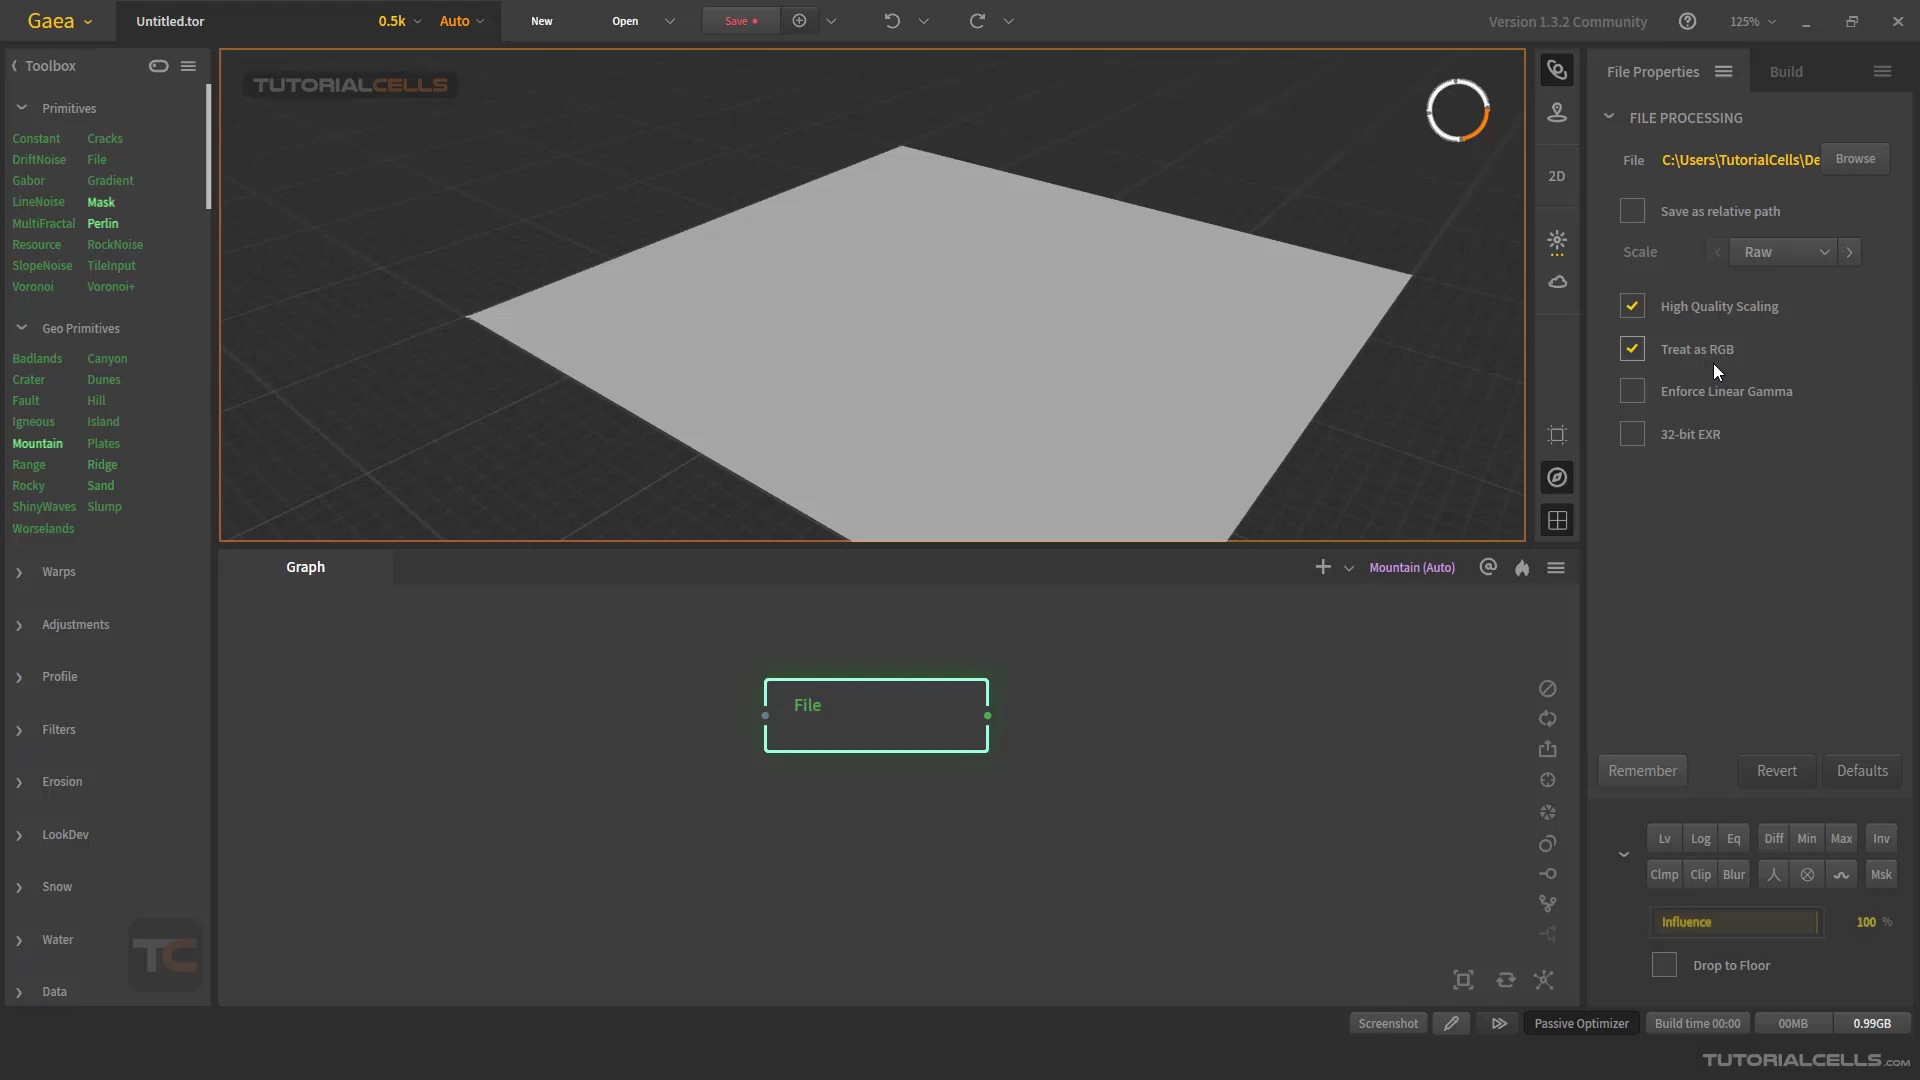 Gaea
Untitled.tor
0.5k
Auto
New
Open
Save
Version 1.3.2 Community
125%
Toolbox
Primitives
Constant Cracks
DriftNoise File
Gabor Gradient
LineNoise Mask
MultiFractal Perlin
Resource RockNoise
SlopeNoise TileInput
Voronoi Voronoi+
Geo Primitives
Badlands Canyon
Crater Dunes
Fault Hill
Igneous Island
Mountain Plates
Range Ridge
Rocky Sand
ShinyWaves Slump
Worselands
Warps
Adjustments
Profile
Filters
Erosion
LookDev
Snow
Water
Data
TC
TUTORIALCELLS
2D
Graph
Mountain (Auto)
File
File Properties
Build
FILE PROCESSING
File C:\Users\TutorialCells\De Browse
Save as relative path
Scale Raw
High Quality Scaling
Treat as RGB
Enforce Linear Gamma
32-bit EXR
Remember Revert Defaults
Lv Log Eq Diff Min Max Inv
Clmp Clip Blur Msk
Influence 100 %
Drop to Floor
Screenshot
Passive Optimizer
Build time 00:00
00MB
0.99GB
TUTORIALCELLS.COM